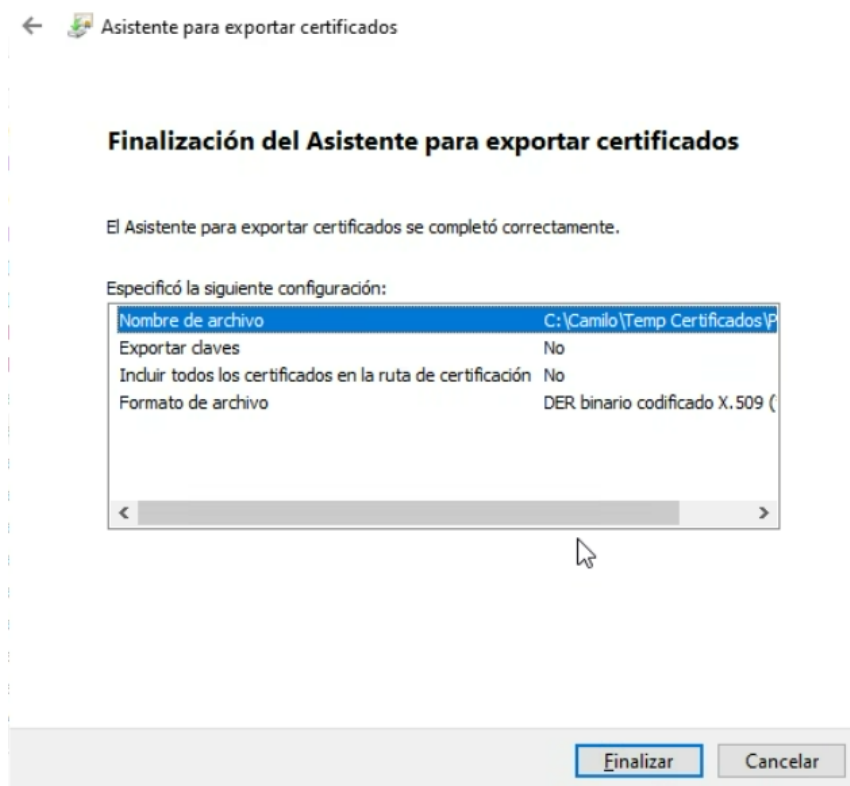 Asistente para exportar certificados
Finalización del Asistente para exportar certificados
El Asistente para exportar certificados se completó correctamente.
Especificó la siguiente configuración:
Nombre de archivo C:\Camilo\Temp Certificados\P
Exportar claves No
Incluir todos los certificados en la ruta de certificación No
Formato de archivo DER binario codificado X.509 (
Finalizar Cancelar